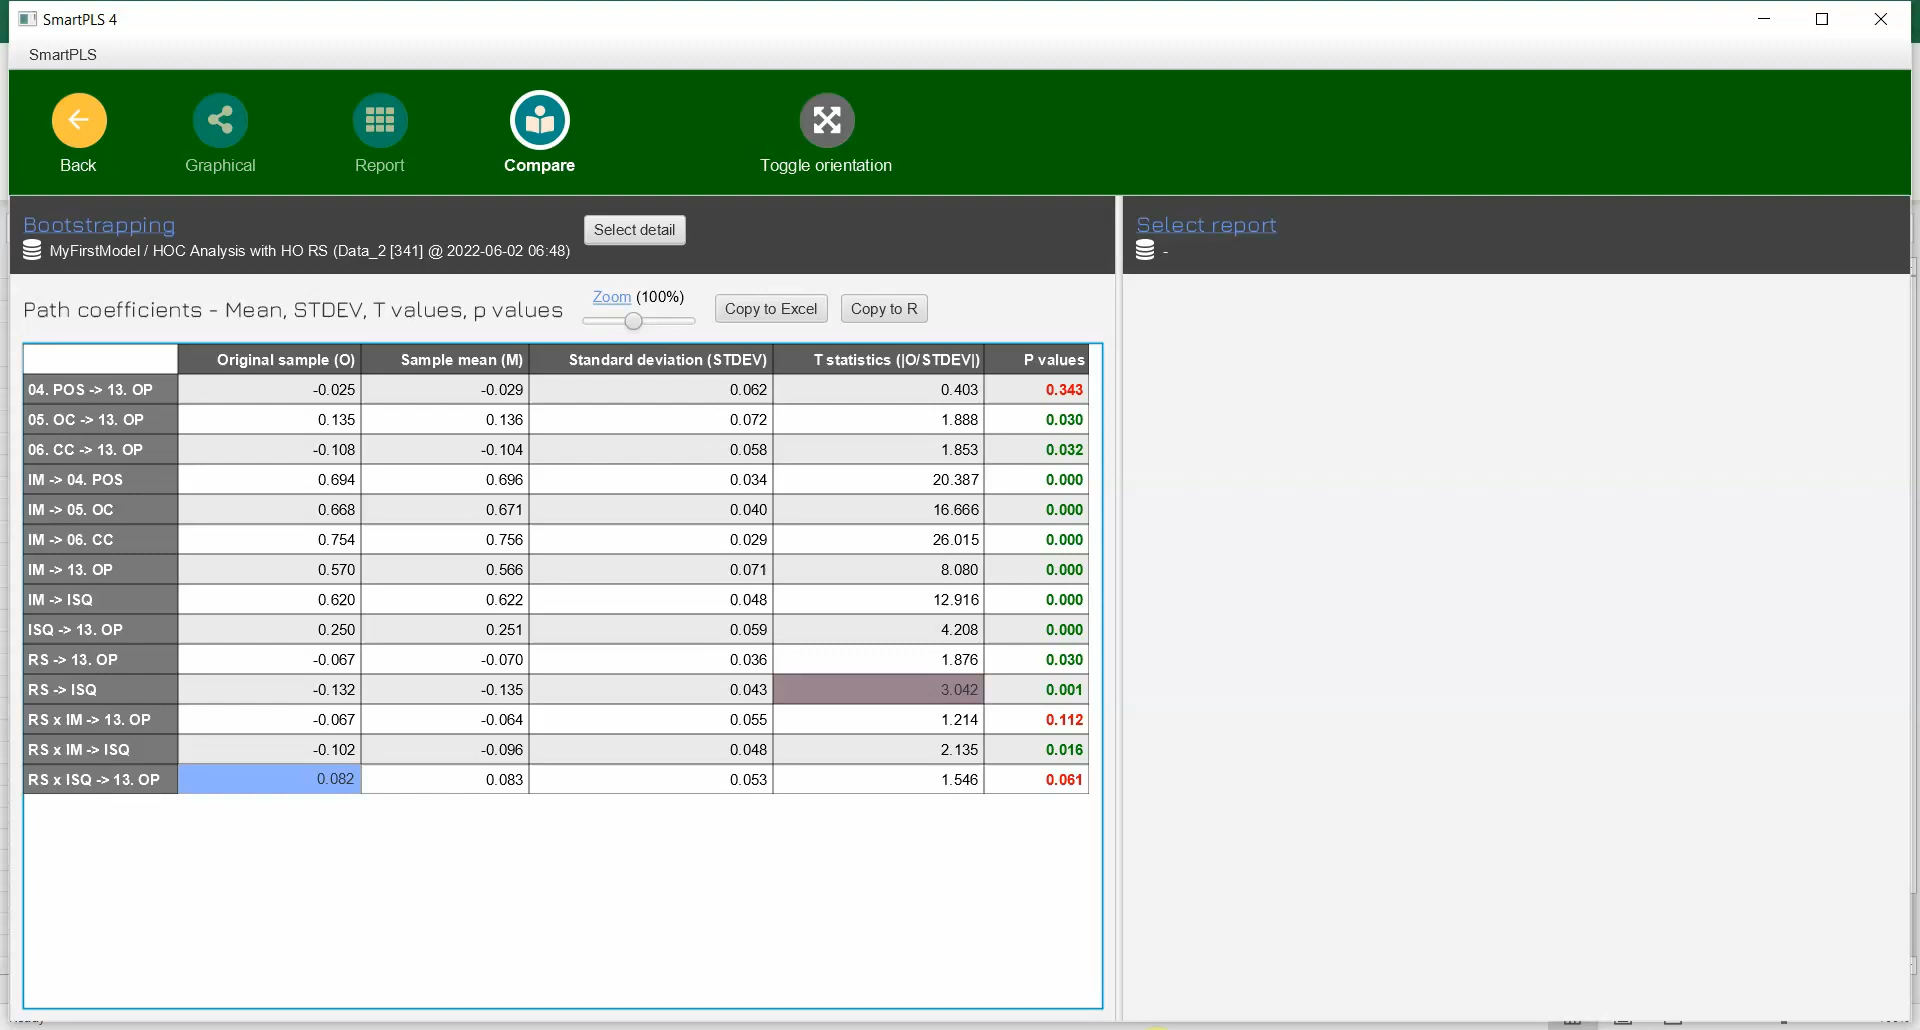 SmartPLS 4
SmartPLS
Back Graphical Report Compare Toggle orientation
Bootstrapping
Select detail
MyFirstModel / HOC Analysis with HO RS (Data_2 [341] @ 2022-06-02 06:48)
Select report
-
Path coefficients - Mean, STDEV, T values, p values
Zoom (100%)
Copy to Excel Copy to R
Original sample (O) Sample mean (M) Standard deviation (STDEV) T statistics (|O/STDEV|) P values
04. POS -> 13. OP -0.025 -0.029 0.062 0.403 0.343
05. OC -> 13. OP 0.135 0.136 0.072 1.888 0.030
06. CC -> 13. OP -0.108 -0.104 0.058 1.853 0.032
IM -> 04. POS 0.694 0.696 0.034 20.387 0.000
IM -> 05. OC 0.668 0.671 0.040 16.666 0.000
IM -> 06. CC 0.754 0.756 0.029 26.015 0.000
IM -> 13. OP 0.570 0.566 0.071 8.080 0.000
IM -> ISQ 0.620 0.622 0.048 12.916 0.000
ISQ -> 13. OP 0.250 0.251 0.059 4.208 0.000
RS -> 13. OP -0.067 -0.070 0.036 1.876 0.030
RS -> ISQ -0.132 -0.135 0.043 3.042 0.001
RS x IM -> 13. OP -0.067 -0.064 0.055 1.214 0.112
RS x IM -> ISQ -0.102 -0.096 0.048 2.135 0.016
RS x ISQ -> 13. OP 0.082 0.083 0.053 1.546 0.061